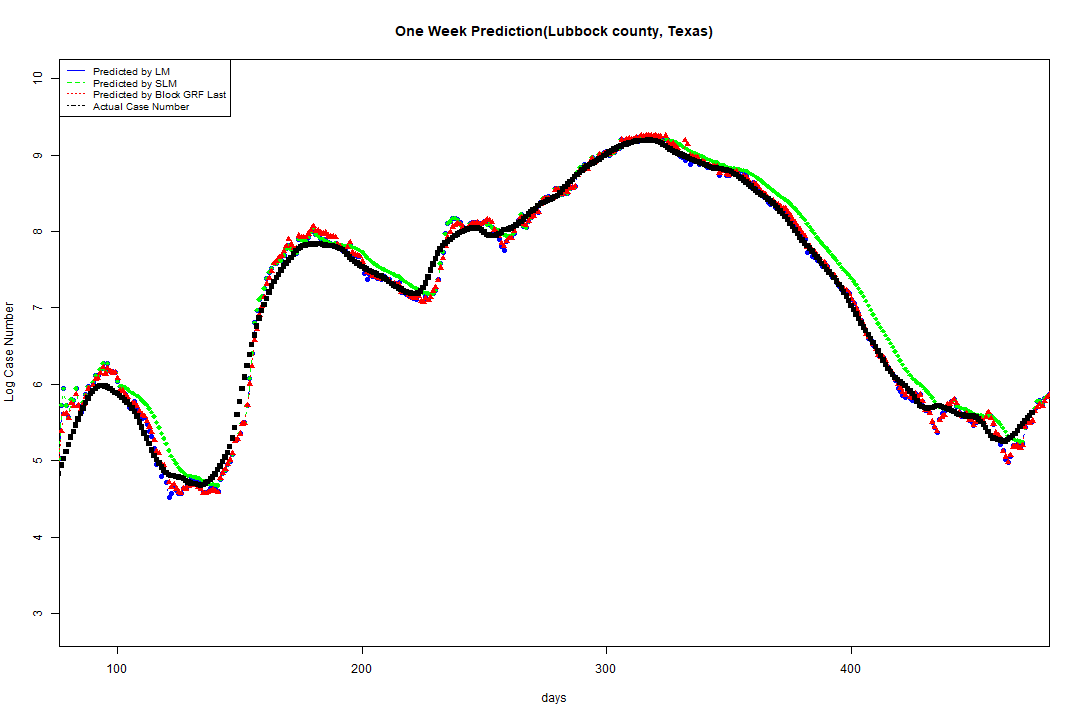 One Week Prediction(Lubbock county, Texas)
Predicted by LM
Predicted by SLM
Predicted by Block GRF Last
Actual Case Number
10
9
8
7
6
5
4
3
Log Case Number
100
200
300
400
days